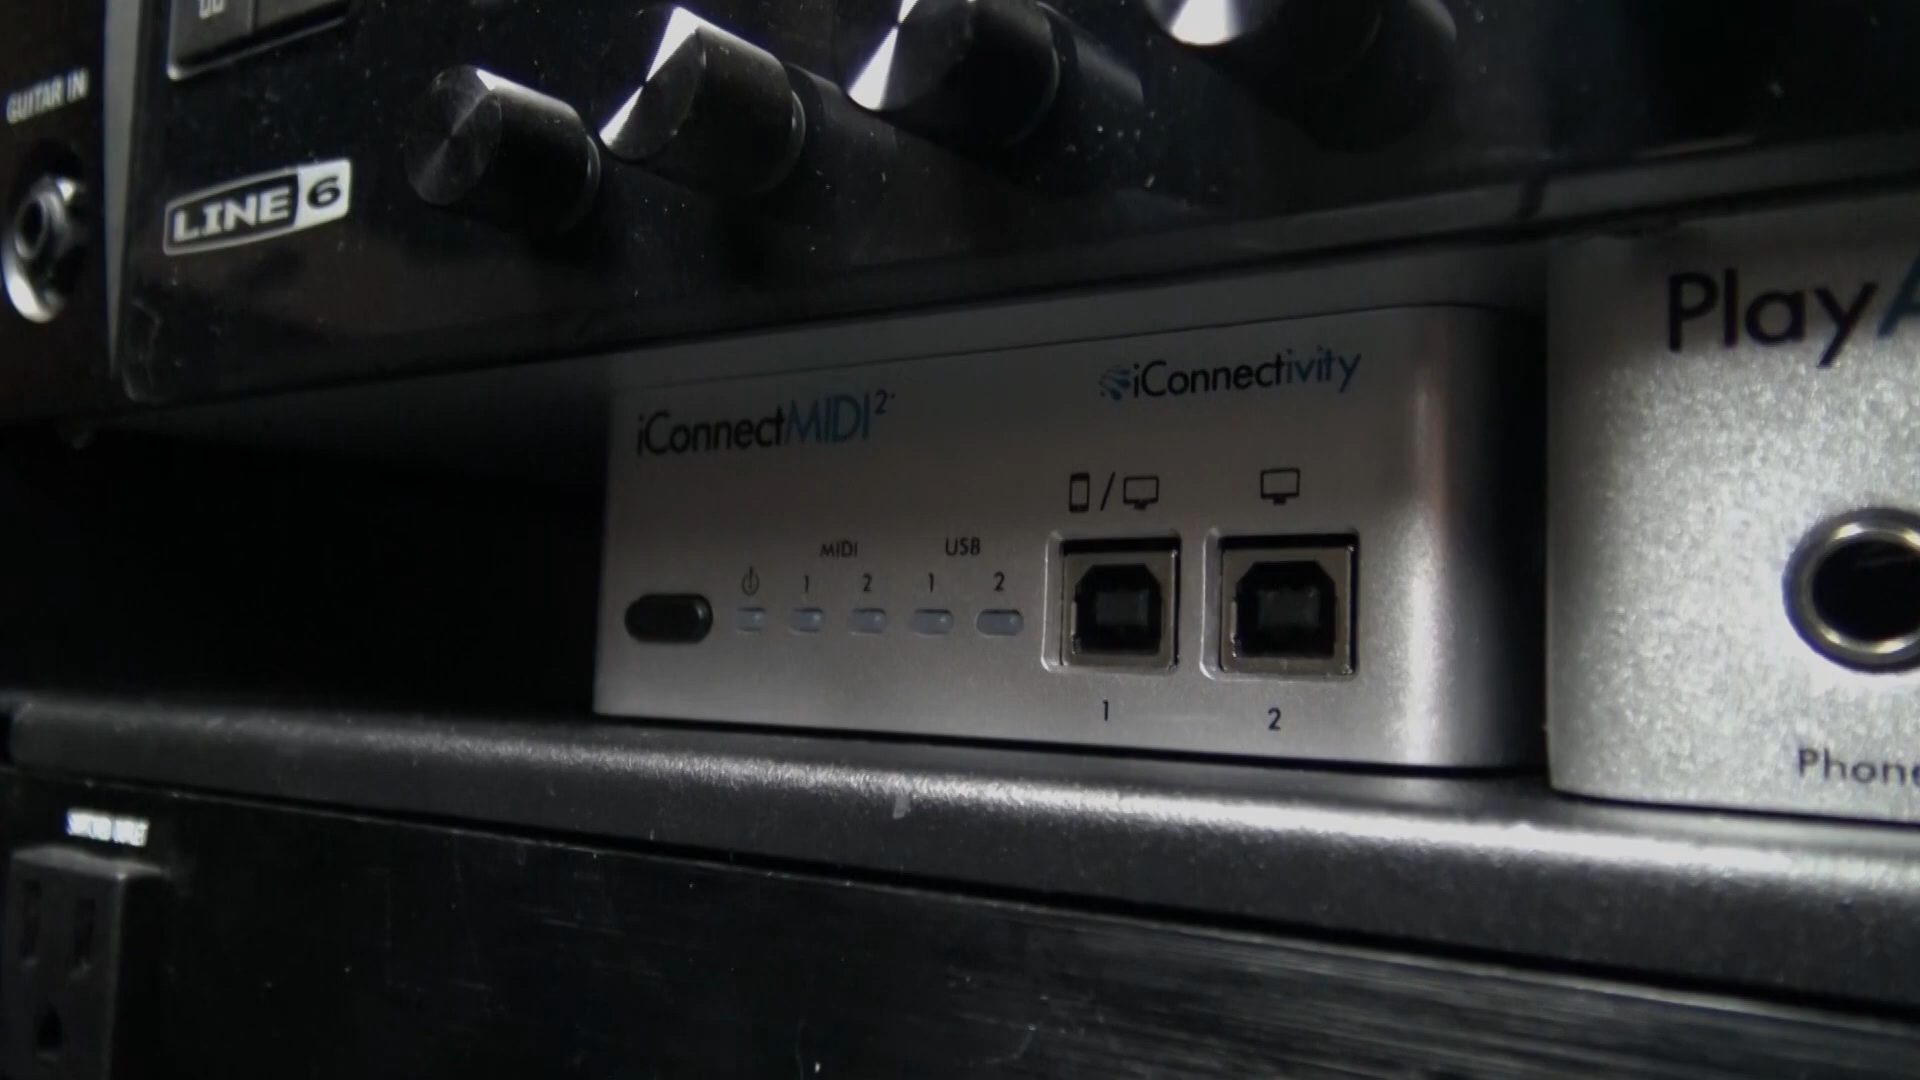 GUITAR IN
LINE 6
iConnectMIDI2+
iConnectivity
Play
MIDI
USB
1 2 1 2
1 2
Phone